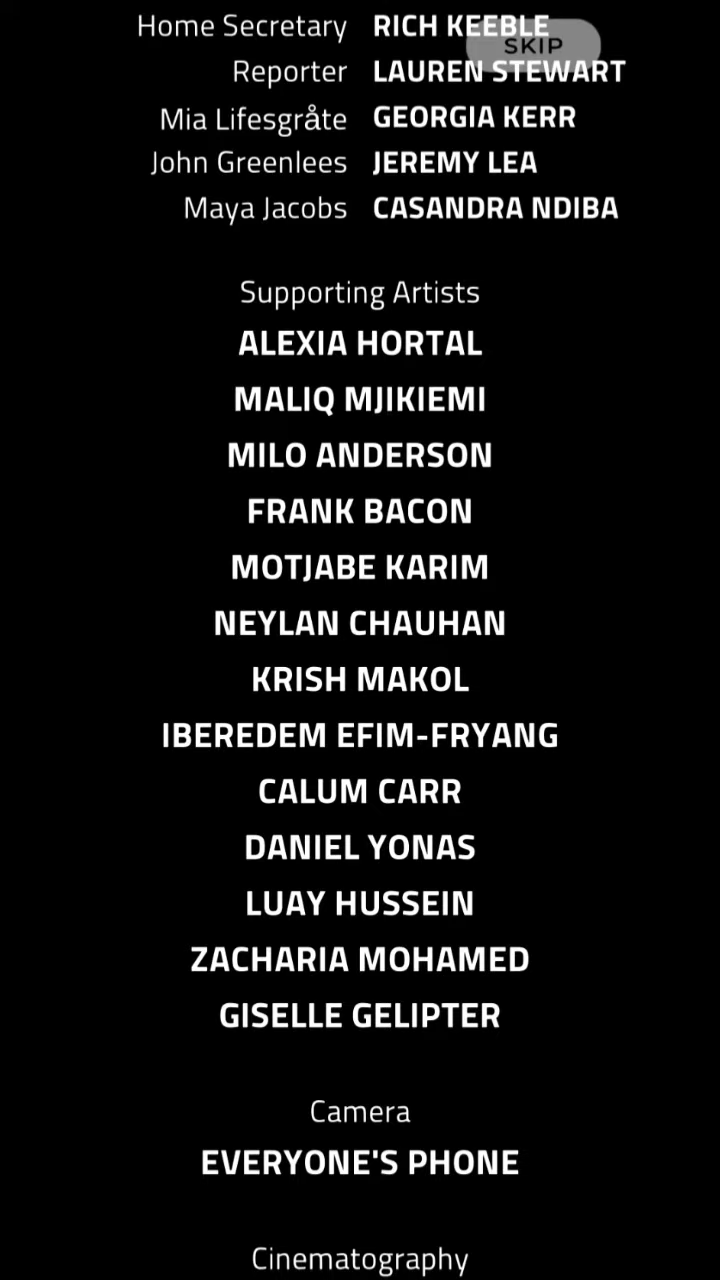 Home Secretary RICH KEEBLE
SKIP
Reporter LAUREN STEWART
Mia Lifesgråte GEORGIA KERR
John Greenlees JEREMY LEA
Maya Jacobs CASANDRA NDIBA
Supporting Artists
ALEXIA HORTAL
MALIQ MJIKIEMI
MILO ANDERSON
FRANK BACON
MOTJABE KARIM
NEYLAN CHAUHAN
KRISH MAKOL
IBEREDEM EFIM-FRYANG
CALUM CARR
DANIEL YONAS
LUAY HUSSEIN
ZACHARIA MOHAMED
GISELLE GELIPTER
Camera
EVERYONE'S PHONE
Cinematography